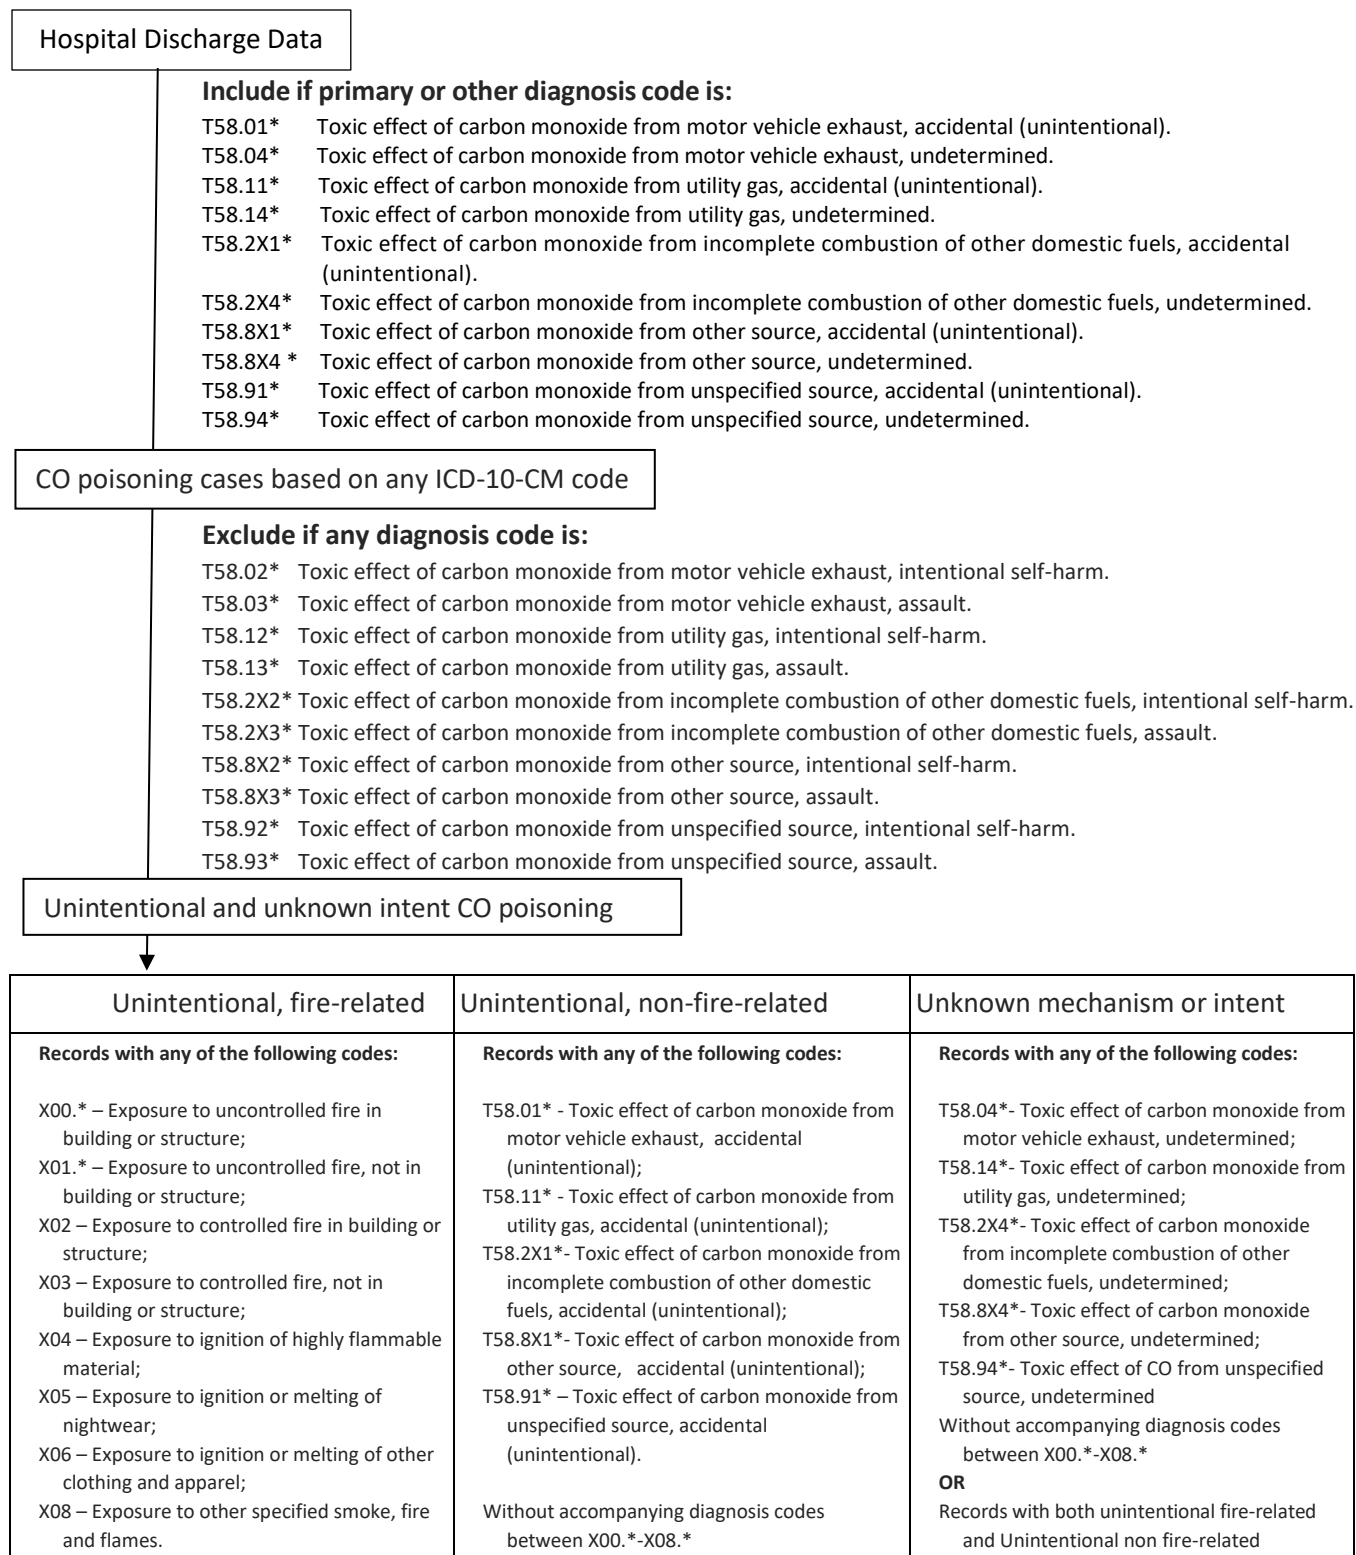 Hospital Discharge Data
Include if primary or other diagnosis code is:
T58.01* Toxic effect of carbon monoxide from motor vehicle exhaust, accidental (unintentional).
T58.04* Toxic effect of carbon monoxide from motor vehicle exhaust, undetermined.
T58.11* Toxic effect of carbon monoxide from utility gas, accidental (unintentional).
T58.14* Toxic effect of carbon monoxide from utility gas, undetermined.
T58.2X1* Toxic effect of carbon monoxide from incomplete combustion of other domestic fuels, accidental
(unintentional).
T58.2X4* Toxic effect of carbon monoxide from incomplete combustion of other domestic fuels, undetermined.
T58.8X1* Toxic effect of carbon monoxide from other source, accidental (unintentional).
T58.8X4 * Toxic effect of carbon monoxide from other source, undetermined.
T58.91* Toxic effect of carbon monoxide from unspecified source, accidental (unintentional).
T58.94* Toxic effect of carbon monoxide from unspecified source, undetermined.
CO poisoning cases based on any ICD-10-CM code
Exclude if any diagnosis code is:
T58.02* Toxic effect of carbon monoxide from motor vehicle exhaust, intentional self-harm.
T58.03* Toxic effect of carbon monoxide from motor vehicle exhaust, assault.
T58.12* Toxic effect of carbon monoxide from utility gas, intentional self-harm.
T58.13* Toxic effect of carbon monoxide from utility gas, assault.
T58.2X2* Toxic effect of carbon monoxide from incomplete combustion of other domestic fuels, intentional self-harm.
T58.2X3* Toxic effect of carbon monoxide from incomplete combustion of other domestic fuels, assault.
T58.8X2* Toxic effect of carbon monoxide from other source, intentional self-harm.
T58.8X3* Toxic effect of carbon monoxide from other source, assault.
T58.92* Toxic effect of carbon monoxide from unspecified source, intentional self-harm.
T58.93* Toxic effect of carbon monoxide from unspecified source, assault.
Unintentional and unknown intent CO poisoning
Unintentional, fire-related
Records with any of the following codes:
X00.* – Exposure to uncontrolled fire in
building or structure;
X01.* – Exposure to uncontrolled fire, not in
building or structure;
X02 – Exposure to controlled fire in building or
structure;
X03 – Exposure to controlled fire, not in
building or structure;
X04 – Exposure to ignition of highly flammable
material;
X05 – Exposure to ignition or melting of
nightwear;
X06 – Exposure to ignition or melting of other
clothing and apparel;
X08 – Exposure to other specified smoke, fire
and flames.
Unintentional, non-fire-related
Records with any of the following codes:
T58.01* - Toxic effect of carbon monoxide from
motor vehicle exhaust, accidental
(unintentional);
T58.11* - Toxic effect of carbon monoxide from
utility gas, accidental (unintentional);
T58.2X1*- Toxic effect of carbon monoxide from
incomplete combustion of other domestic
fuels, accidental (unintentional);
T58.8X1*- Toxic effect of carbon monoxide from
other source, accidental (unintentional);
T58.91* – Toxic effect of carbon monoxide from
unspecified source, accidental
(unintentional).
Without accompanying diagnosis codes
between X00.*-X08.*
Unknown mechanism or intent
Records with any of the following codes:
T58.04*- Toxic effect of carbon monoxide from
motor vehicle exhaust, undetermined;
T58.14*- Toxic effect of carbon monoxide from
utility gas, undetermined;
T58.2X4*- Toxic effect of carbon monoxide
from incomplete combustion of other
domestic fuels, undetermined;
T58.8X4*- Toxic effect of carbon monoxide
from other source, undetermined;
T58.94*- Toxic effect of CO from unspecified
source, undetermined
Without accompanying diagnosis codes
between X00.*-X08.*
OR
Records with both unintentional fire-related
and Unintentional non fire-related